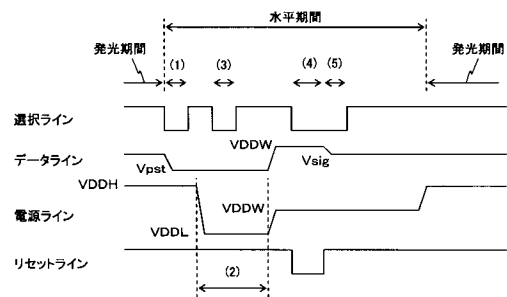 水平期間
発光期間
(1)
(3)
(4)
(5)
発光期間
選択ライン
VDDW
データライン
Vpst
Vsig
VDDH
VDDW
電源ライン
VDDL
リセットライン
(2)